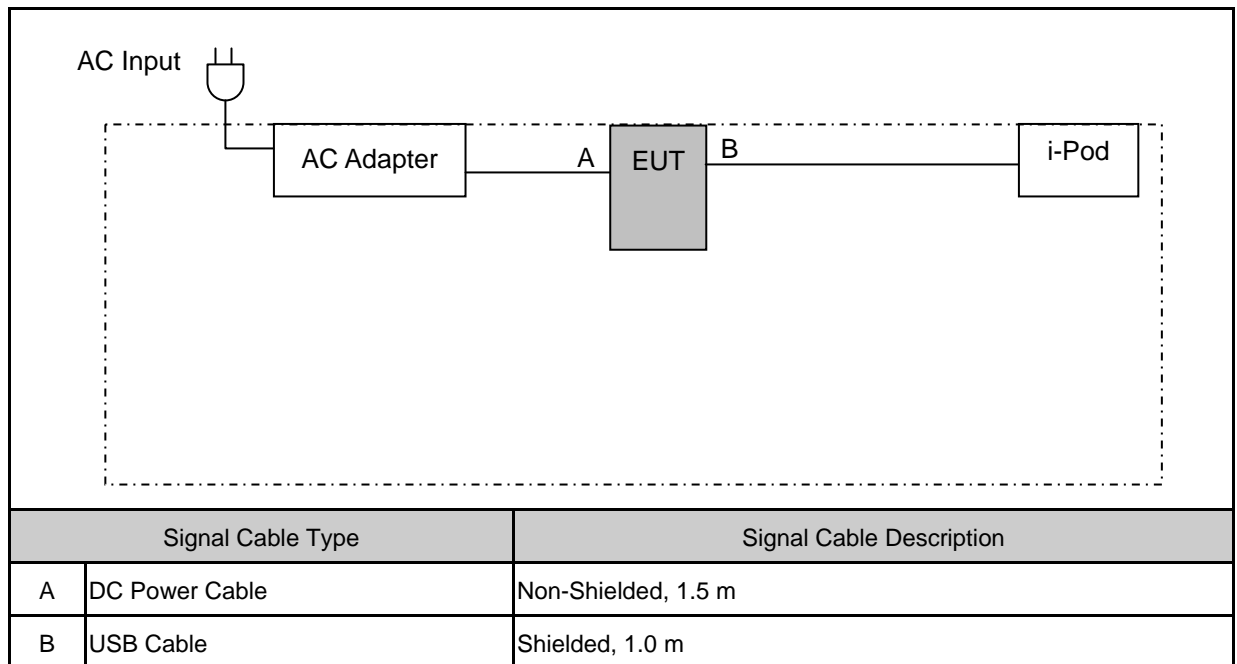 AC Input
AC Adapter
A
EUT
B
i-Pod
Signal Cable Type Signal Cable Description
A DC Power Cable Non-Shielded, 1.5 m
B USB Cable Shielded, 1.0 m